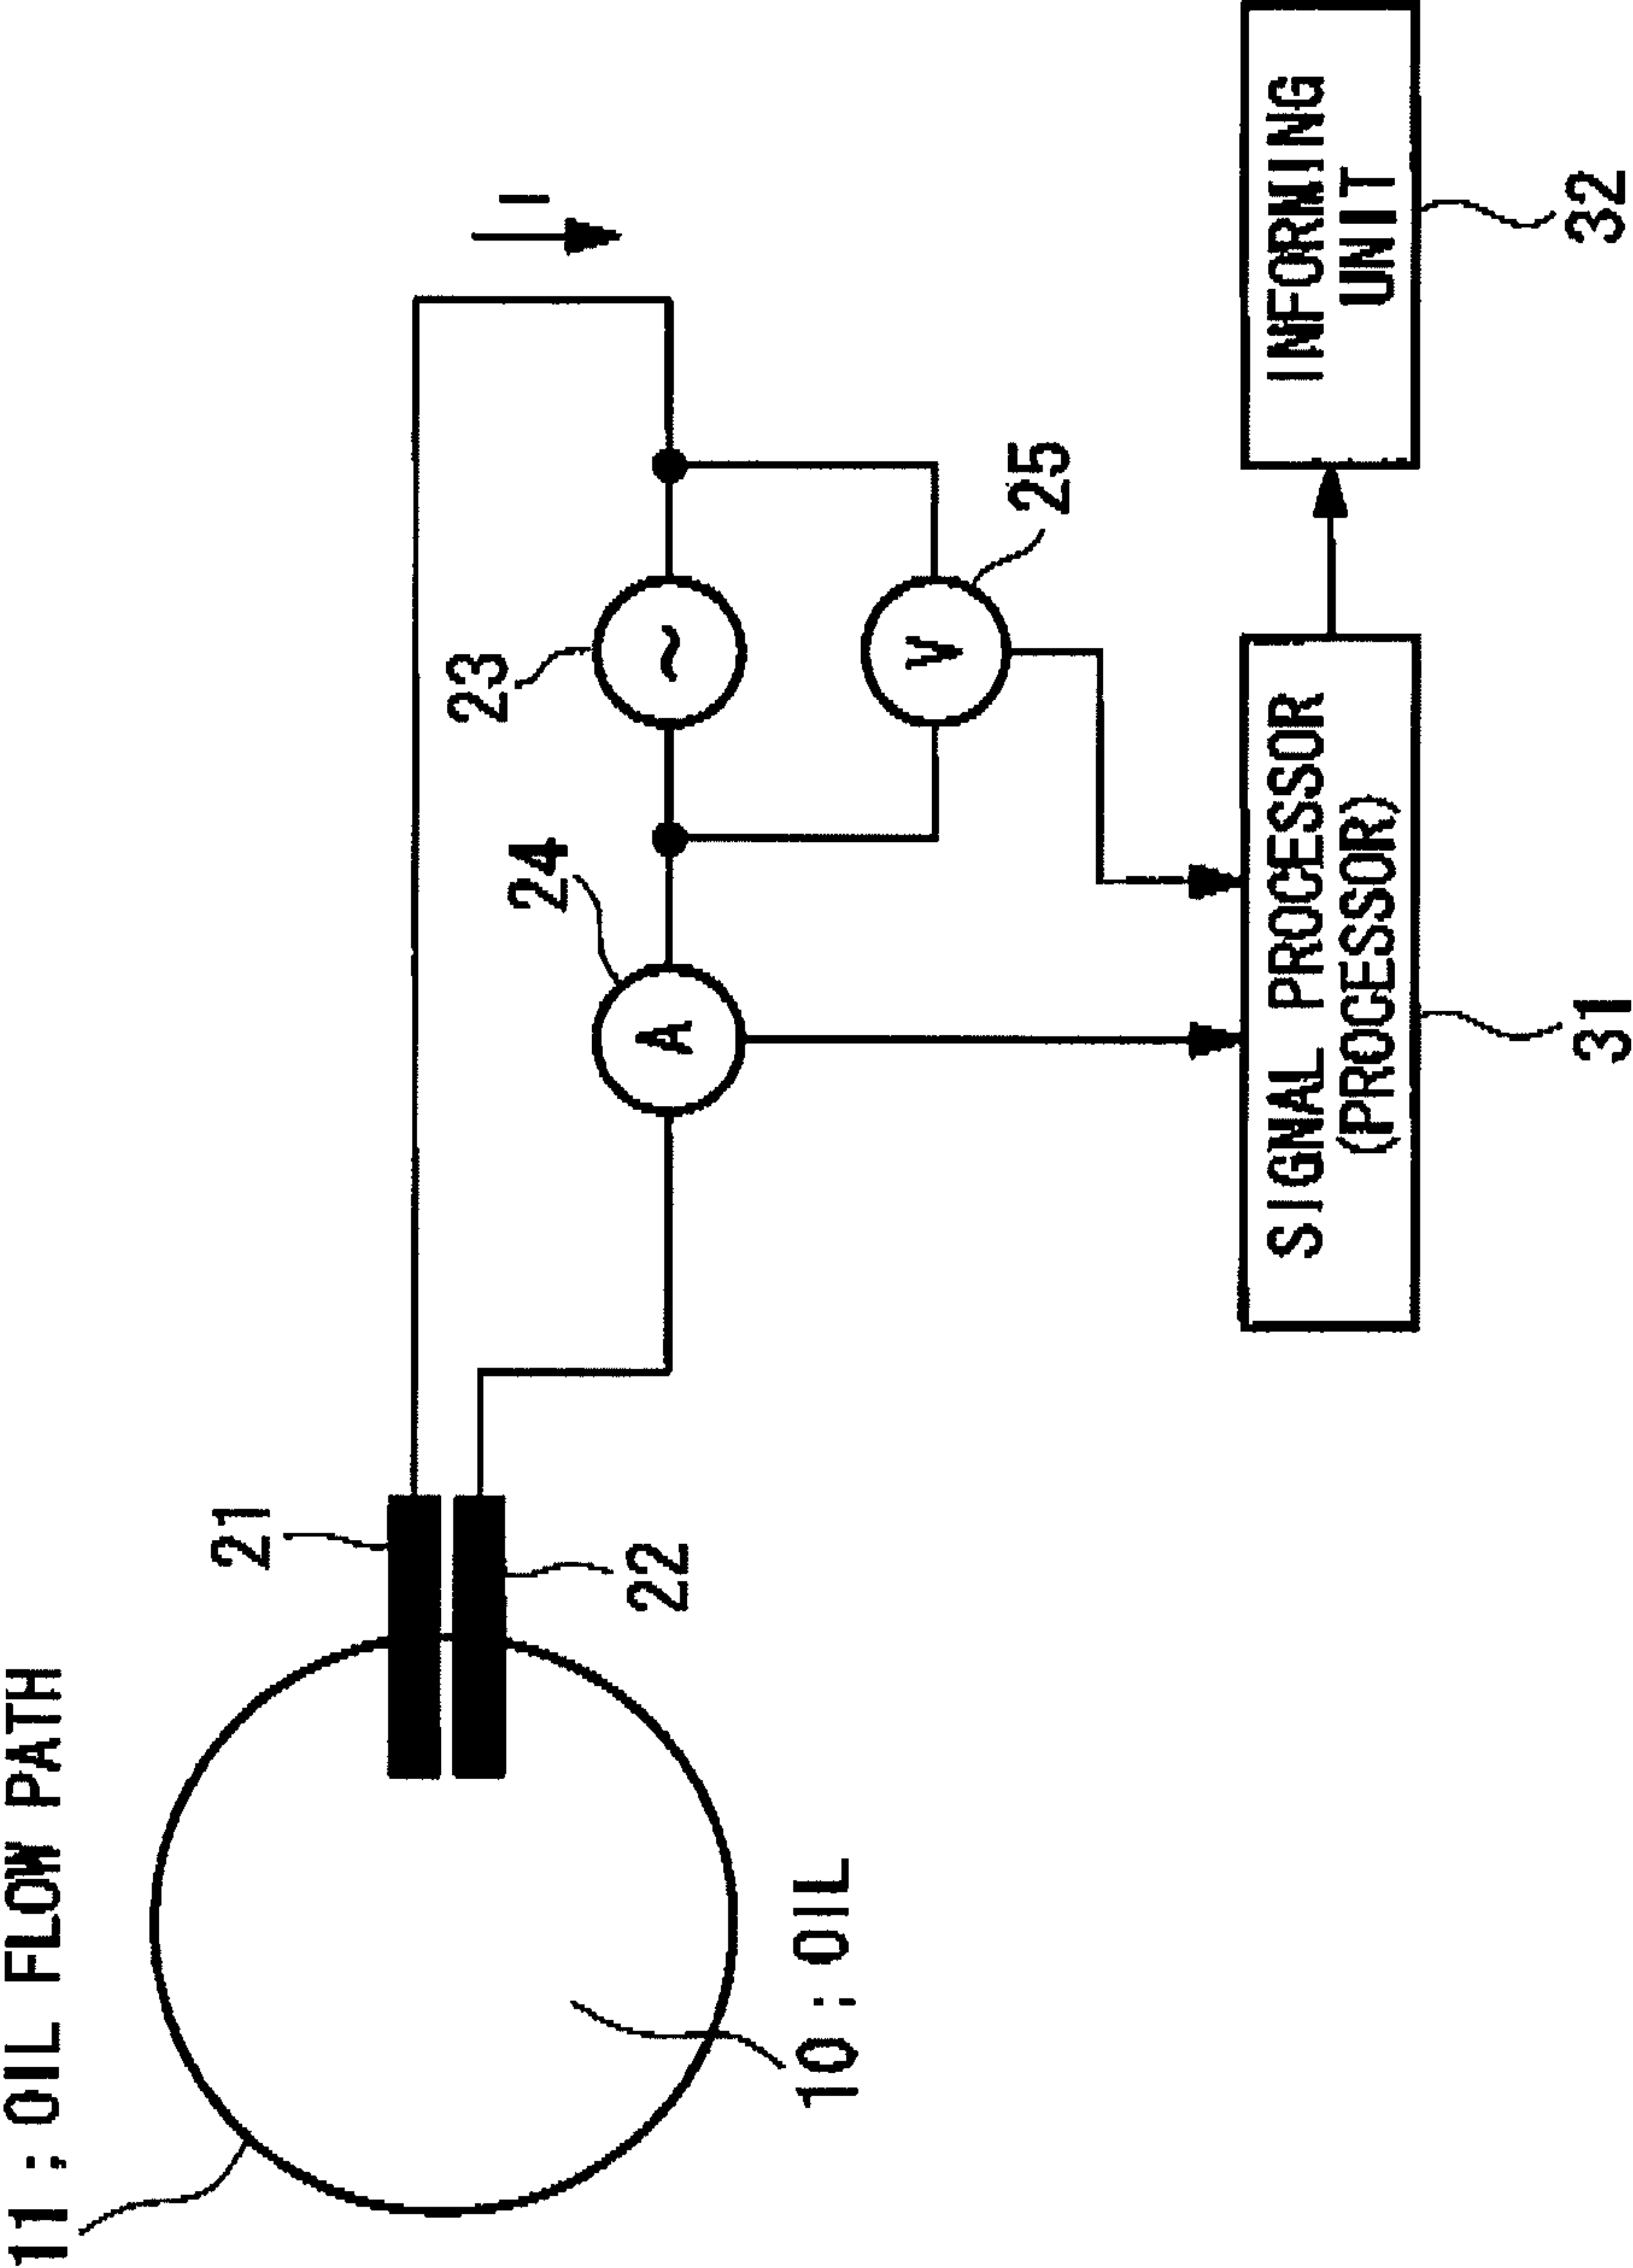 11 : OIL FLOW PATH
21
22
10 : OIL
24
23
I
A
~
V
25
SIGNAL PROCESSOR
(PROCESSOR)
INFORMING
UNIT
31
32